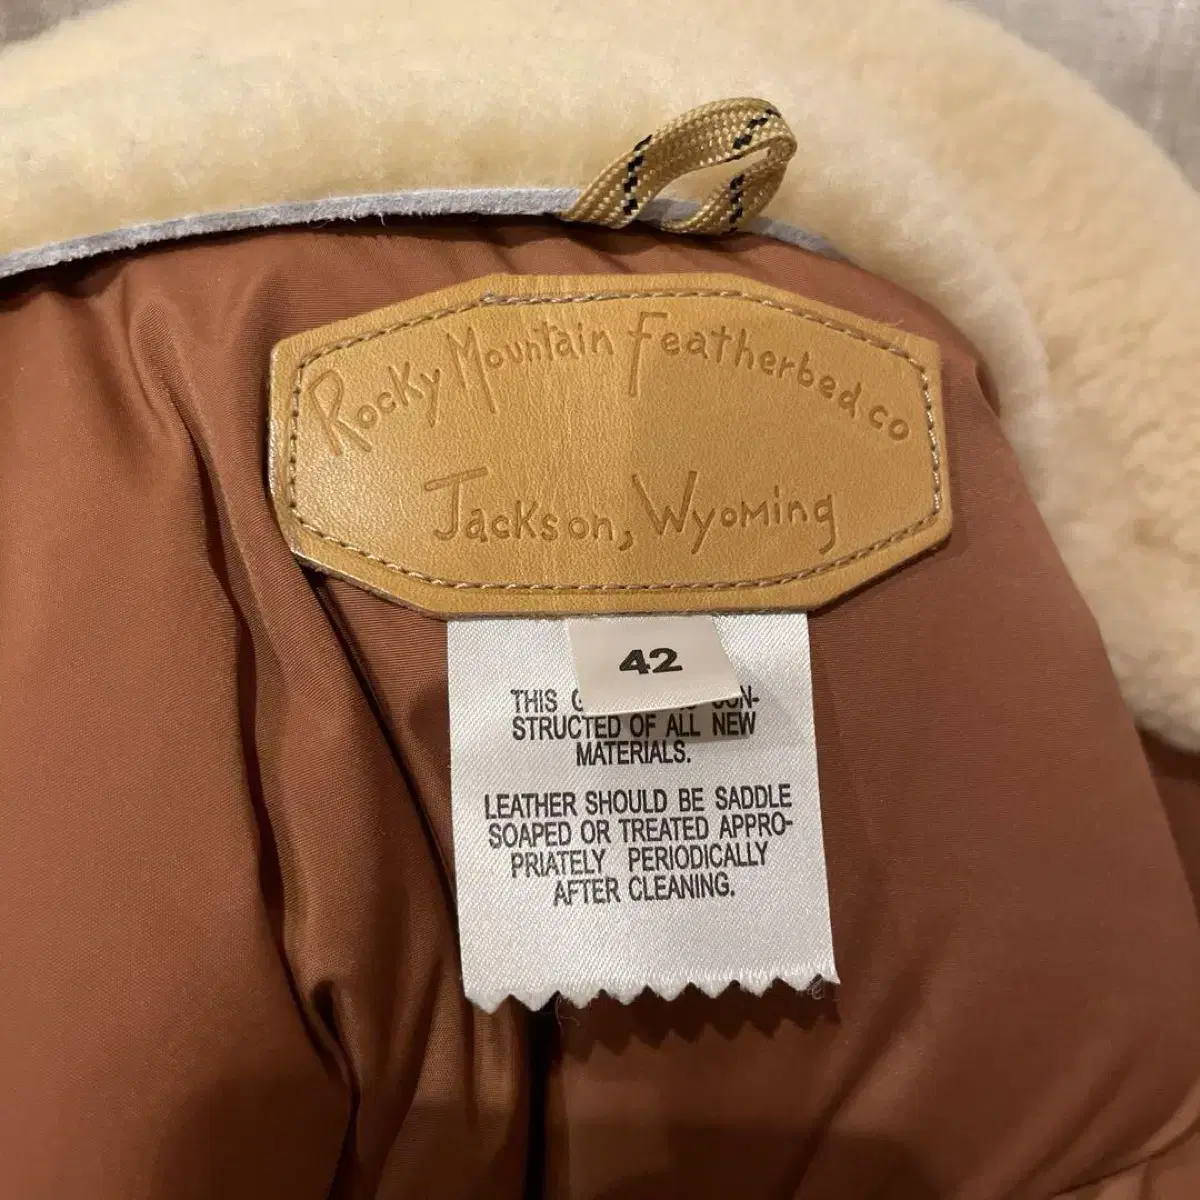 Rocky Mountain Featherbed co
Jackson, Wyoming
42
THIS
STRUCTED OF ALL NEW
MATERIALS.
LEATHER SHOULD BE SADDLE
SOAPED OR TREATED APPRO-
PRIATELY PERIODICALLY
AFTER CLEANING.